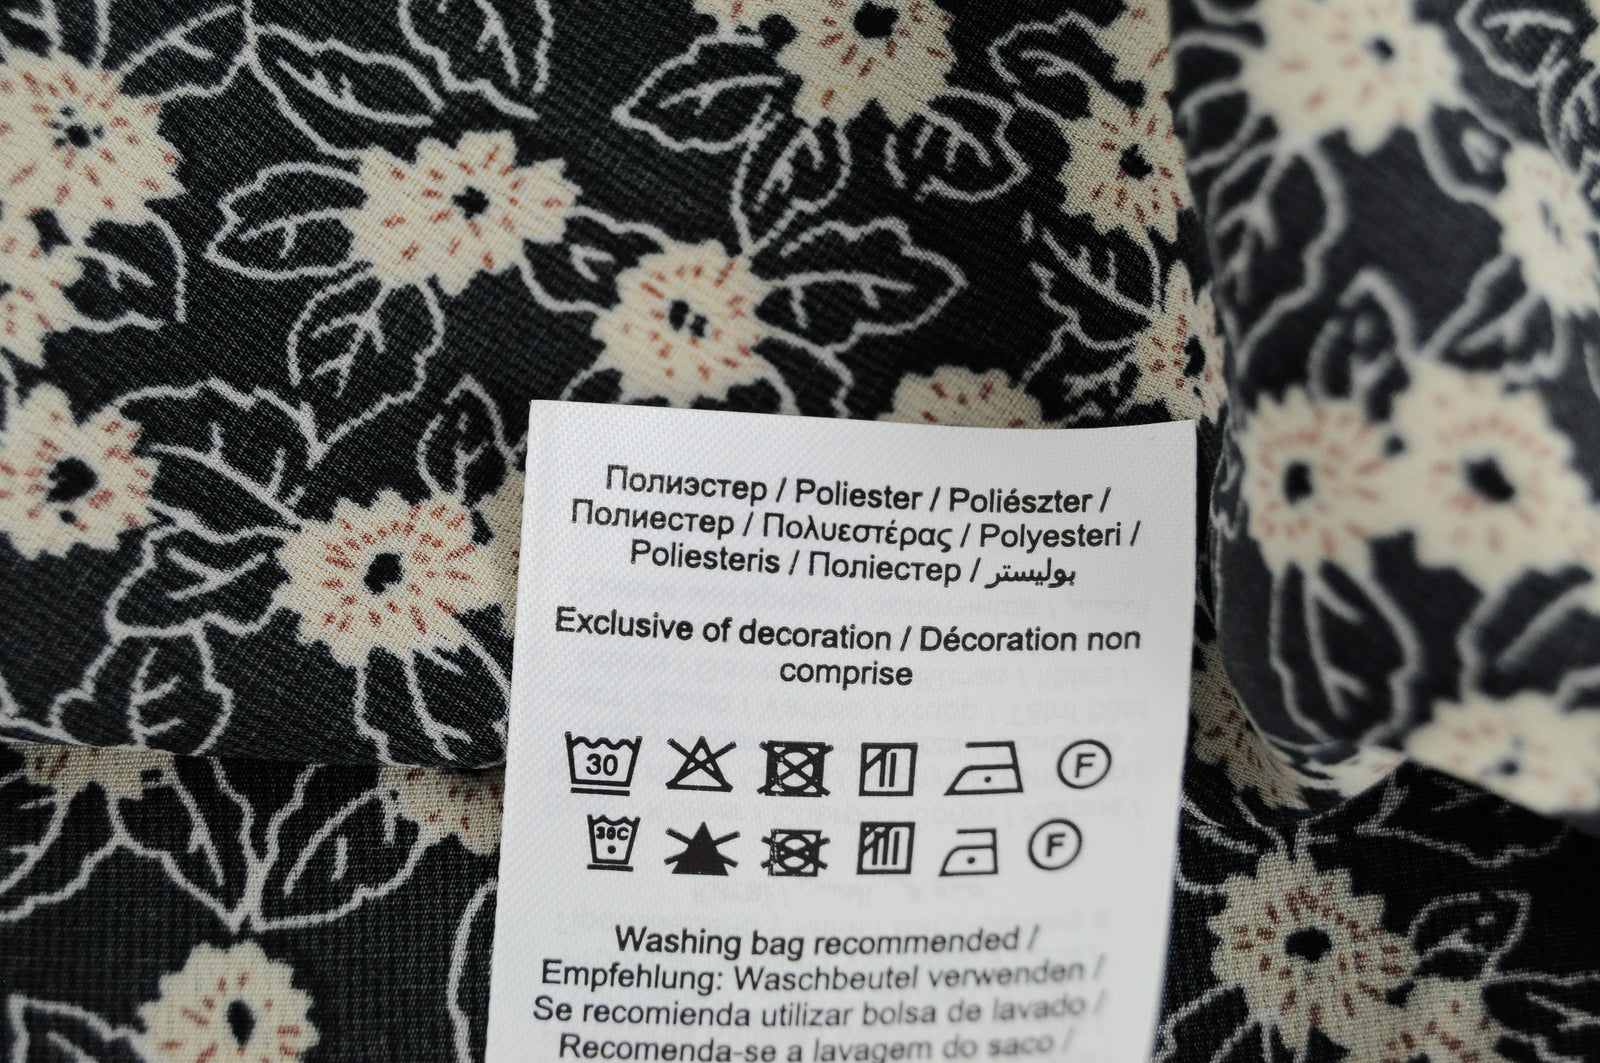 Полиэстер / Poliester / Poliészter /
Полиестер / Πολυεστέρας / Polyesteri /
Poliesteris / Поліестер / بوليستر
Exclusive of decoration / Décoration non
comprise
30 F
30C F
Washing bag recommended /
Empfehlung: Waschbeutel verwenden /
Se recomienda utilizar bolsa de lavado /
Recomenda-se a lavagem do saco /